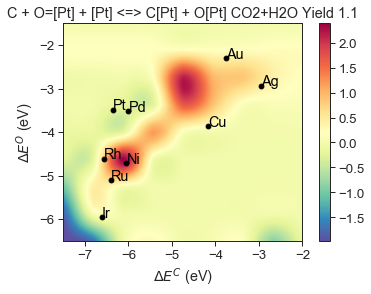 C + O=[Pt] + [Pt] <=> C[Pt] + O[Pt] CO2+H2O Yield 1.1
−2
−3
−4
−5
−6
ΔE^O (eV)
Au
Ag
Pt
Pd
Cu
Rh
Ni
Ru
Ir
−7 −6 −5 −4 −3 −2
ΔE^C (eV)
2.0
1.5
1.0
0.5
0.0
−0.5
−1.0
−1.5